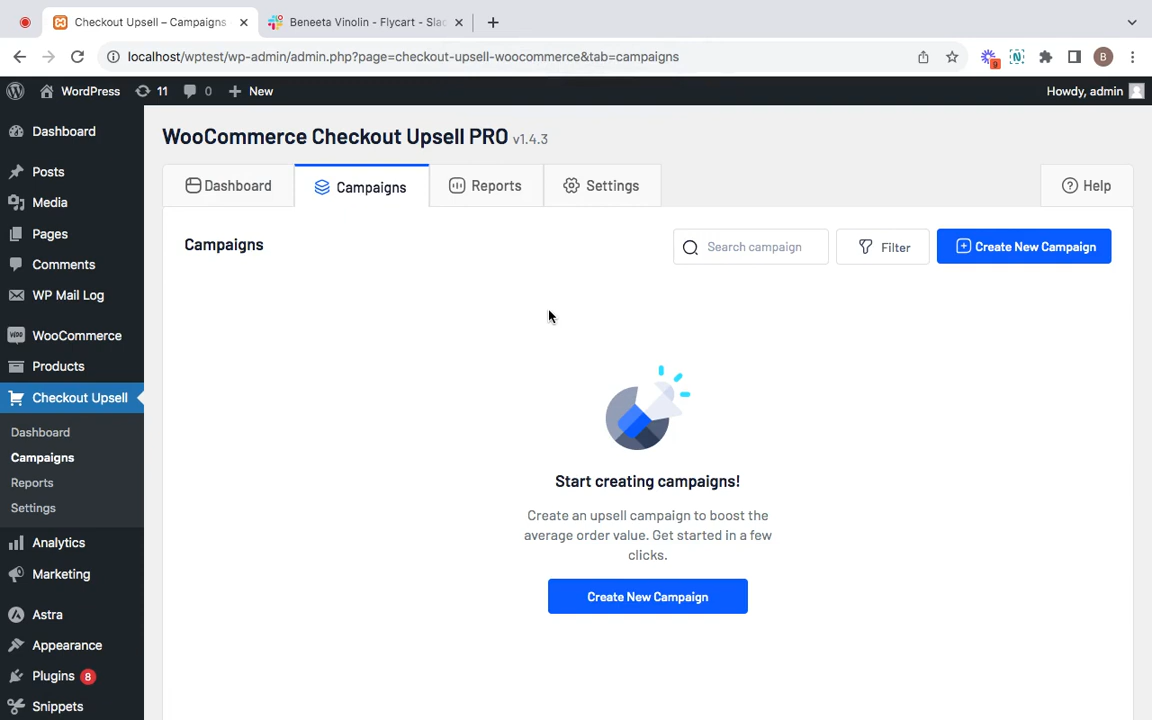 Checkout Upsell – Campaigns
Beneeta Vinolin - Flycart - Slac
localhost/wptest/wp-admin/admin.php?page=checkout-upsell-woocommerce&tab=campaigns
9
N
B
WordPress
11
0
New
Howdy, admin
Dashboard
Posts
Media
Pages
Comments
WP Mail Log
WooCommerce
Products
Checkout Upsell
Dashboard
Campaigns
Reports
Settings
Analytics
Marketing
Astra
Appearance
Plugins 8
Snippets
WooCommerce Checkout Upsell PRO v1.4.3
Dashboard
Campaigns
Reports
Settings
Help
Campaigns
Search campaign
Filter
Create New Campaign
Start creating campaigns!
Create an upsell campaign to boost the
average order value. Get started in a few
clicks.
Create New Campaign